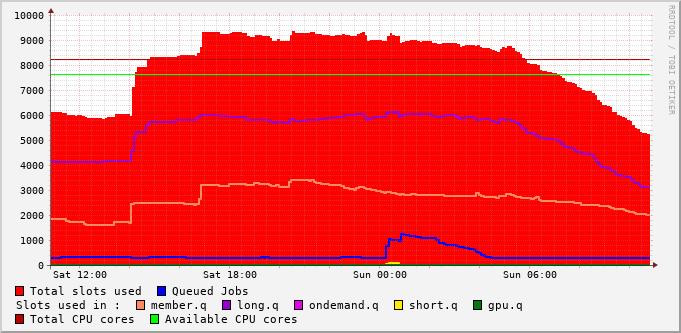 10000
9000
8000
7000
6000
5000
4000
3000
2000
1000
0
Sat 12:00 Sat 18:00 Sun 00:00 Sun 06:00
RRDTOOL / TOBI OETIKER
Total slots used Queued Jobs
Slots used in : member.q long.q ondemand.q short.q gpu.q
Total CPU cores Available CPU cores